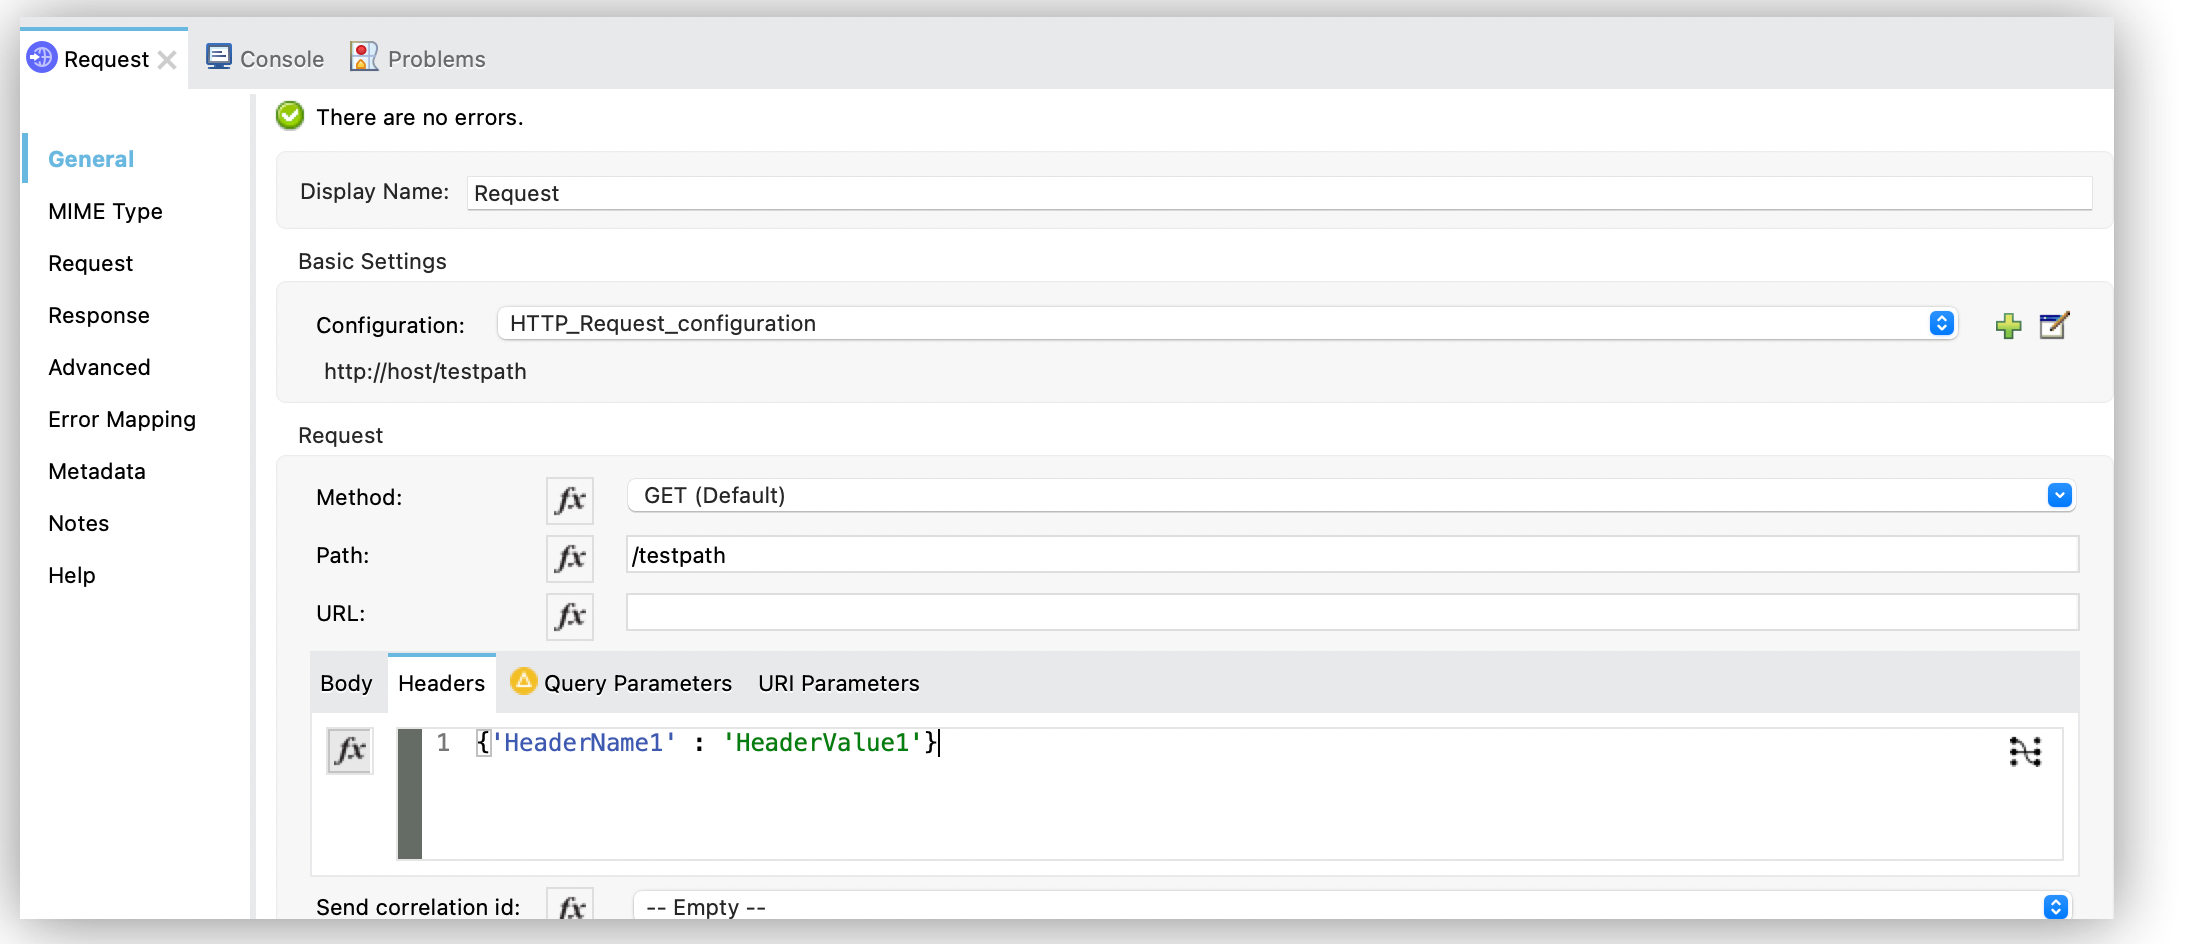 Request Console Problems
There are no errors.
General
MIME Type
Request
Response
Advanced
Error Mapping
Metadata
Notes
Help
Display Name: Request
Basic Settings
Configuration: HTTP_Request_configuration
http://host/testpath
Request
Method: fx GET (Default)
Path: fx /testpath
URL: fx
Body Headers Query Parameters URI Parameters
fx 1 {'HeaderName1' : 'HeaderValue1'}
Send correlation id: fx -- Empty --